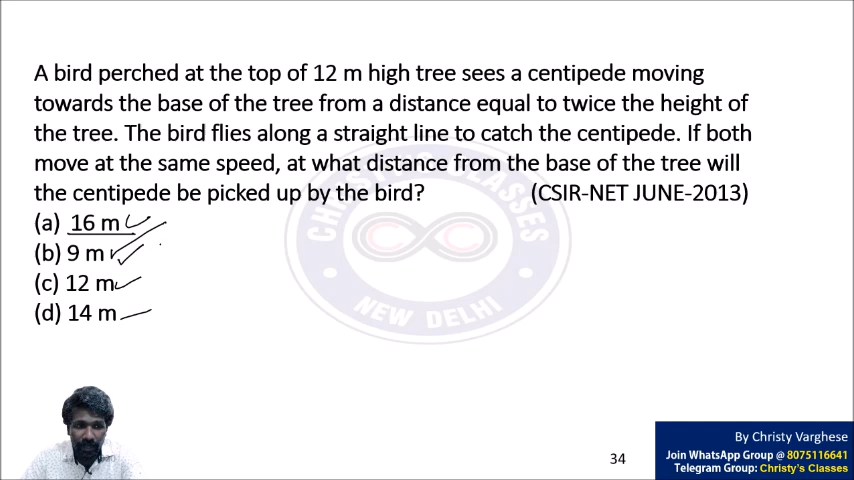 A bird perched at the top of 12 m high tree sees a centipede moving
towards the base of the tree from a distance equal to twice the height of
the tree. The bird flies along a straight line to catch the centipede. If both
move at the same speed, at what distance from the base of the tree will
the centipede be picked up by the bird? (CSIR-NET JUNE-2013)
(a) 16 m
(b) 9 m
(c) 12 m
(d) 14 m
CHRISTY'S CLASSES
NEW DELHI
34
By Christy Varghese
Join WhatsApp Group @ 8075116641
Telegram Group: Christy's Classes